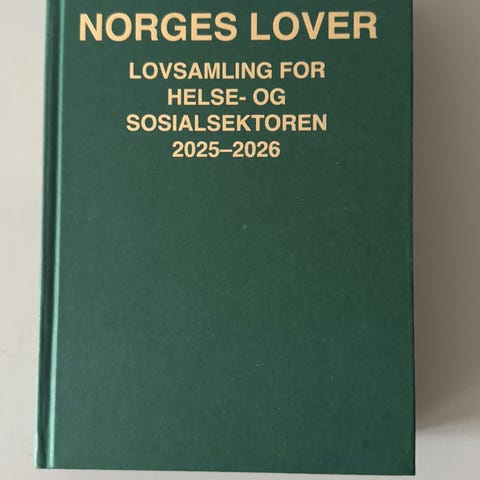 NORGES LOVER
LOVSAMLING FOR
HELSE- OG
SOSIALSEKTOREN
2025–2026